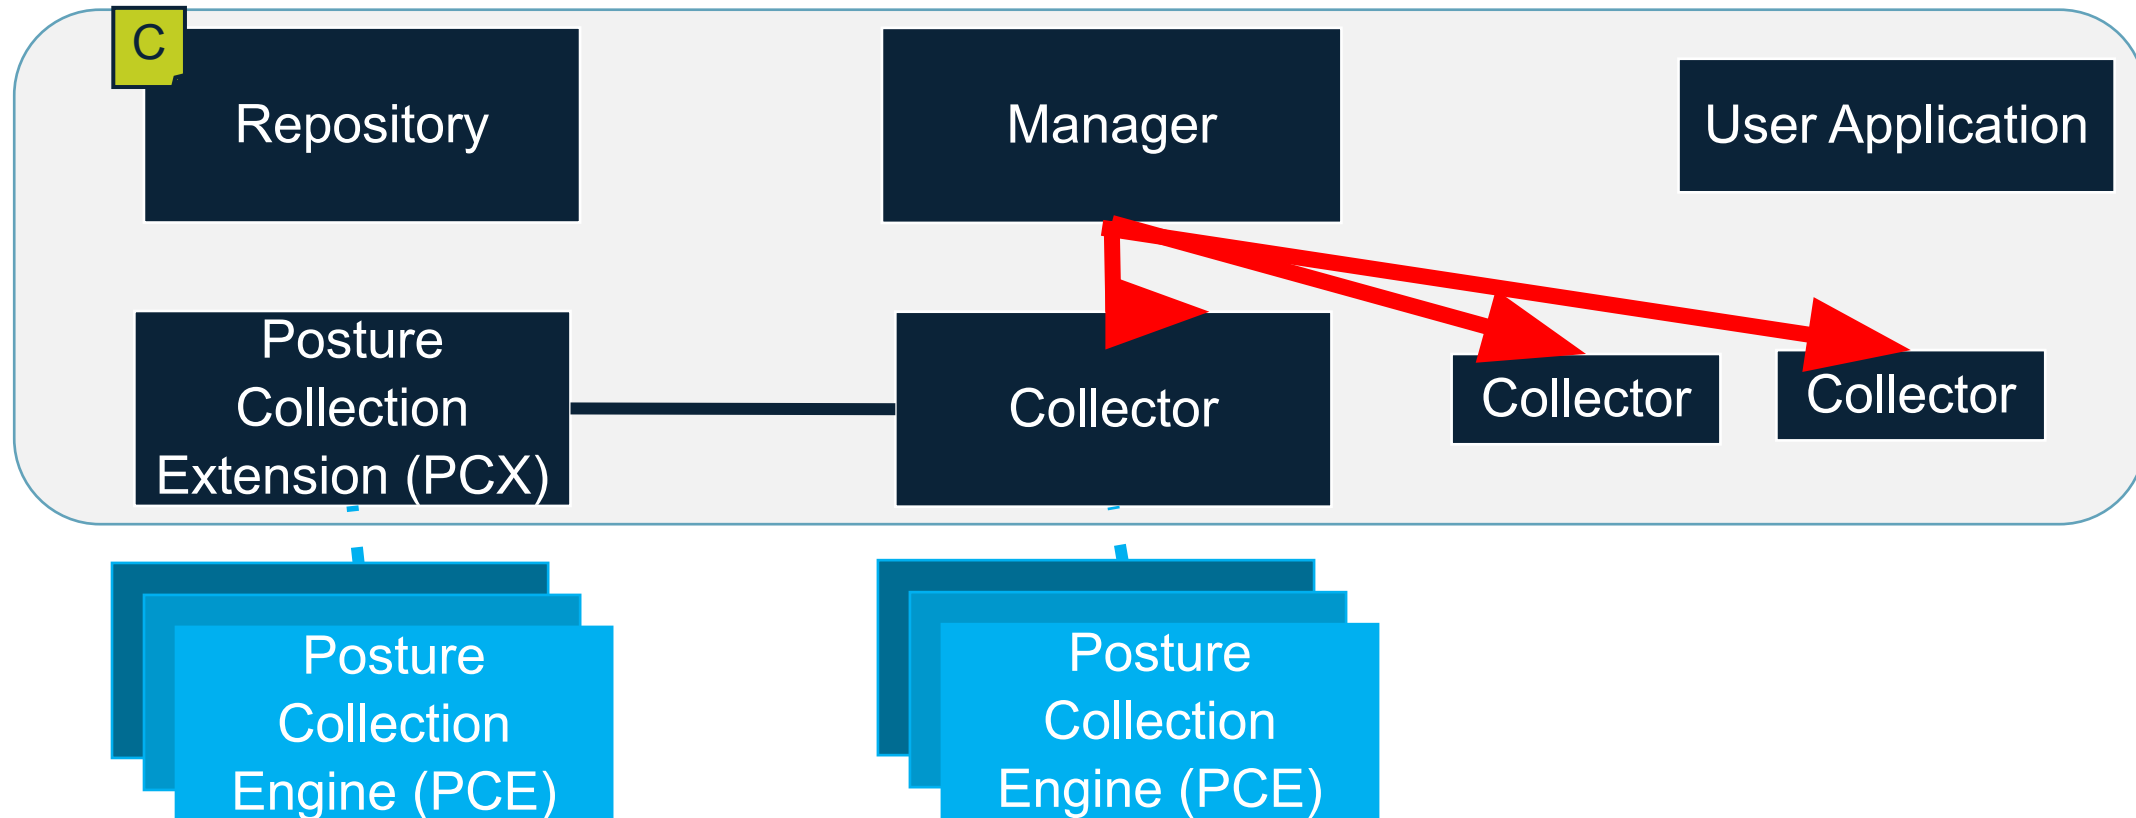 C
Repository
Manager
User Application
Posture
Collection
Extension (PCX)
Collector
Collector
Collector
Posture
Collection
Engine (PCE)
Posture
Collection
Engine (PCE)